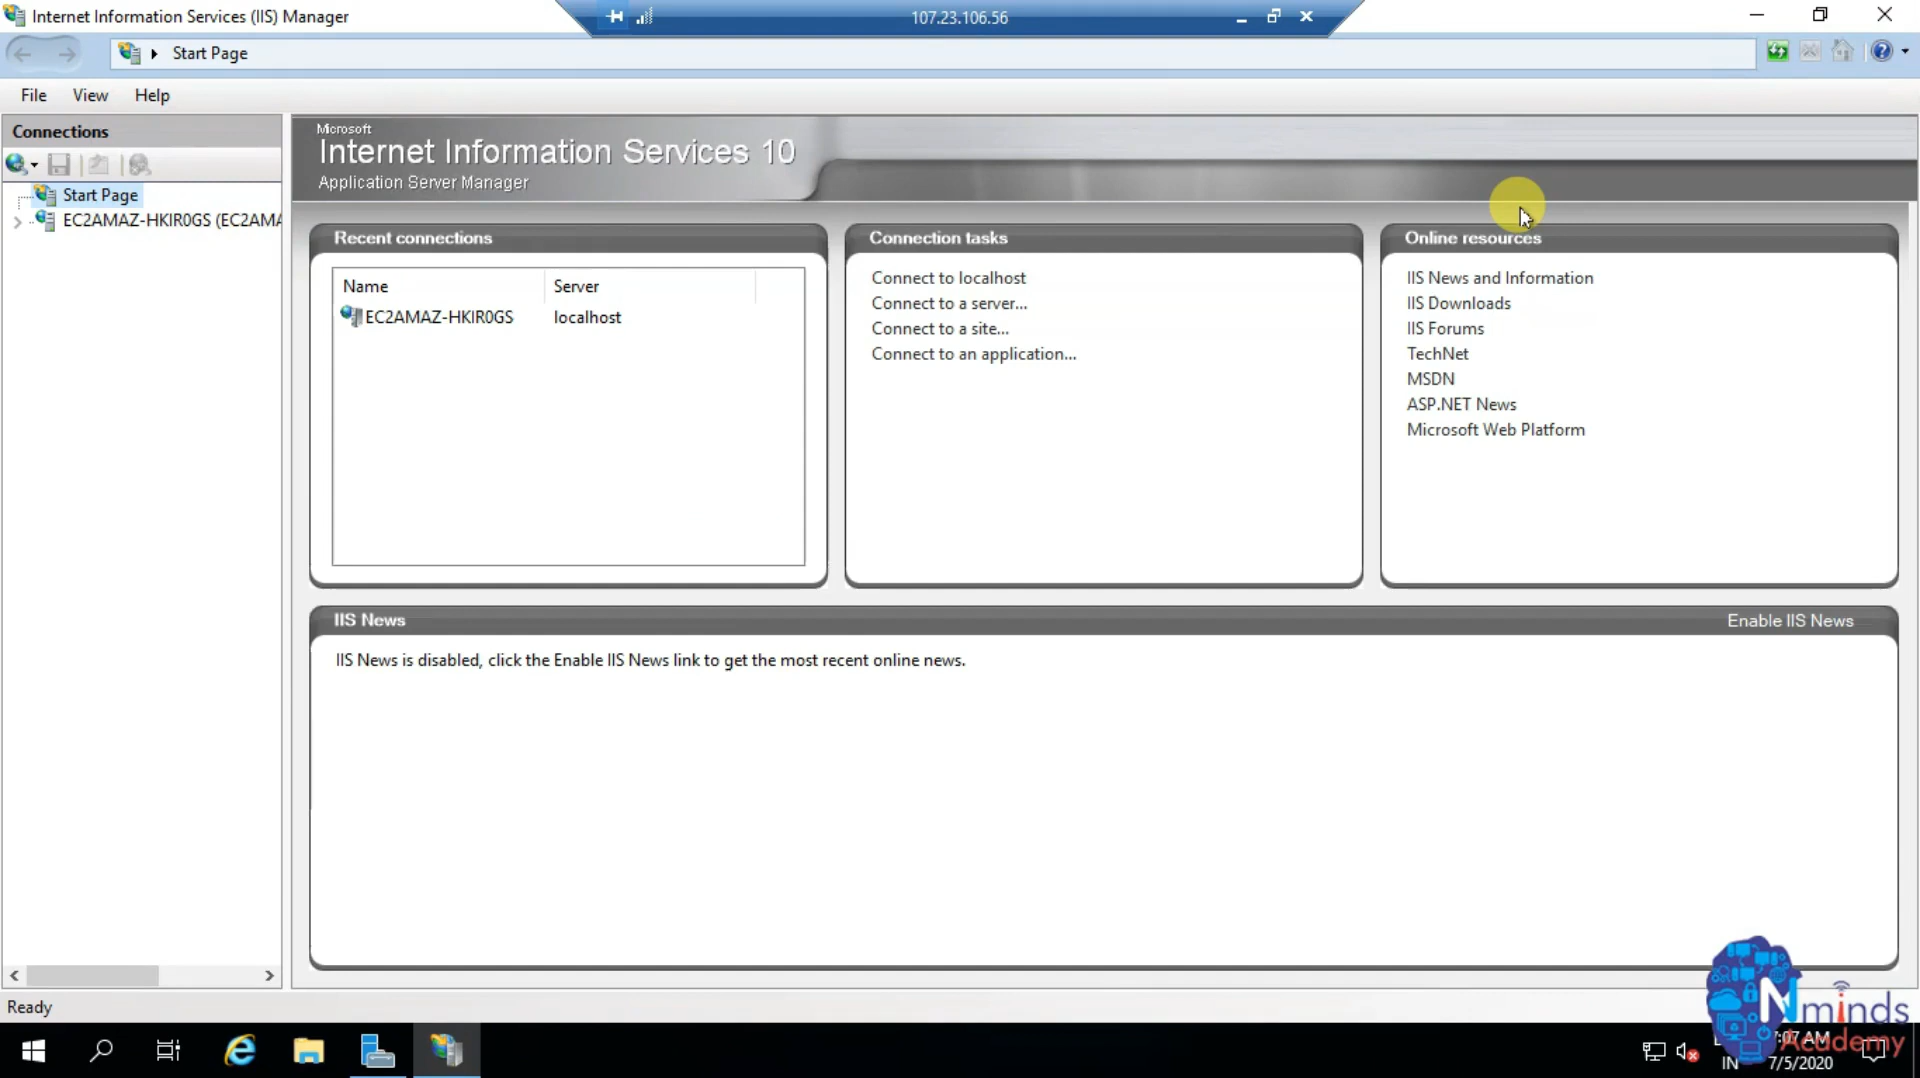 Internet Information Services (IIS) Manager
107.23.106.56
Start Page
File View Help
Connections
Start Page
EC2AMAZ-HKIR0GS (EC2AMA
Microsoft
Internet Information Services 10
Application Server Manager
Recent connections
Name Server
EC2AMAZ-HKIR0GS localhost
Connection tasks
Connect to localhost
Connect to a server...
Connect to a site...
Connect to an application...
Online resources
IIS News and Information
IIS Downloads
IIS Forums
TechNet
MSDN
ASP.NET News
Microsoft Web Platform
IIS News
Enable IIS News
IIS News is disabled, click the Enable IIS News link to get the most recent online news.
Ready
Nminds
Academy
:07 AM
IN
7/5/2020